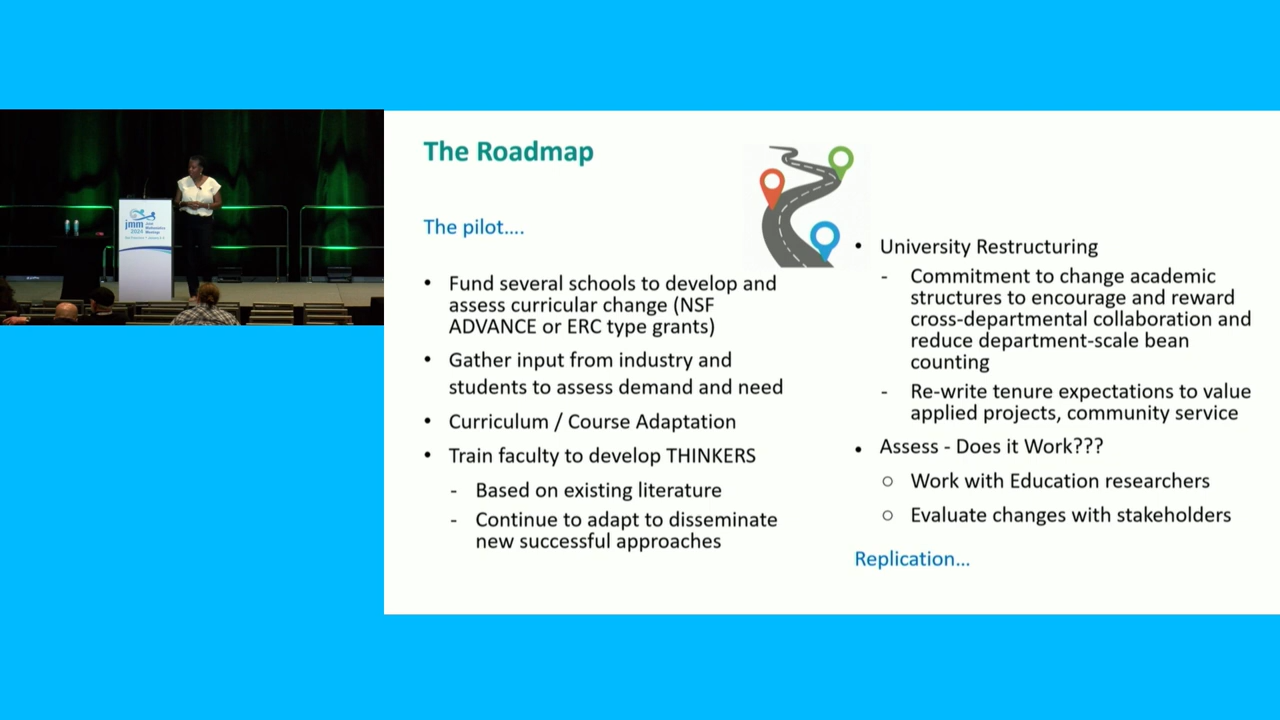 The Roadmap
The pilot....
• Fund several schools to develop and
assess curricular change (NSF
ADVANCE or ERC type grants)
• Gather input from industry and
students to assess demand and need
• Curriculum / Course Adaptation
• Train faculty to develop THINKERS
- Based on existing literature
- Continue to adapt to disseminate
new successful approaches
• University Restructuring
- Commitment to change academic
structures to encourage and reward
cross-departmental collaboration and
reduce department-scale bean
counting
- Re-write tenure expectations to value
applied projects, community service
• Assess - Does it Work???
○ Work with Education researchers
○ Evaluate changes with stakeholders
Replication...
jmm